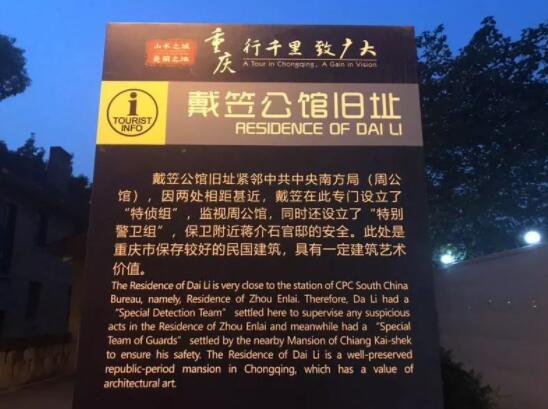 山水之城
美丽之地
重庆
行千里 致广大
A Tour in Chongqing, A Gain in Vision
i
TOURIST
INFO
戴笠公馆旧址
RESIDENCE OF DAI LI
戴笠公馆旧址紧邻中共中央南方局（周公
馆），因两处相距甚近，戴笠在此专门设立了
“特侦组”，监视周公馆，同时还设立了“特别
警卫组”，保卫附近蒋介石官邸的安全。此处是
重庆市保存较好的民国建筑，具有一定建筑艺术
价值。
The Residence of Dai Li is very close to the station of CPC South China
Bureau, namely, Residence of Zhou Enlai. Therefore, Da Li had a
“Special Detection Team” settled here to supervise any suspicious
acts in the Residence of Zhou Enlai and meanwhile had a “Special
Team of Guards” settled by the nearby Mansion of Chiang Kai-shek
to ensure his safety. The Residence of Dai Li is a well-preserved
republic-period mansion in Chongqing, which has a value of
architectural art.